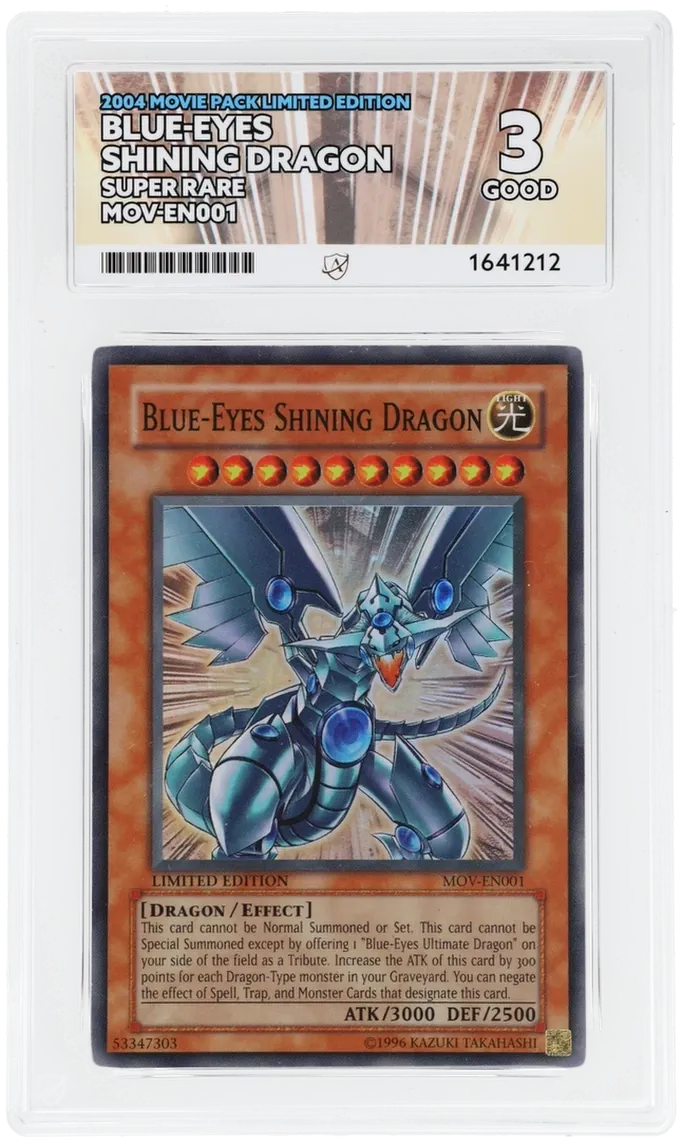 2004 MOVIE PACK LIMITED EDITION
BLUE-EYES
SHINING DRAGON
SUPER RARE
MOV-EN001
3
GOOD
A
1641212
BLUE-EYES SHINING DRAGON
LIGHT
光
LIMITED EDITION
MOV-EN001
[DRAGON/EFFECT]
This card cannot be Normal Summoned or Set. This card cannot be
Special Summoned except by offering 1 "Blue-Eyes Ultimate Dragon" on
your side of the field as a Tribute. Increase the ATK of this card by 300
points for each Dragon-Type monster in your Graveyard. You can negate
the effect of Spell, Trap, and Monster Cards that designate this card.
ATK/3000 DEF/2500
53347303
©1996 KAZUKI TAKAHASHI